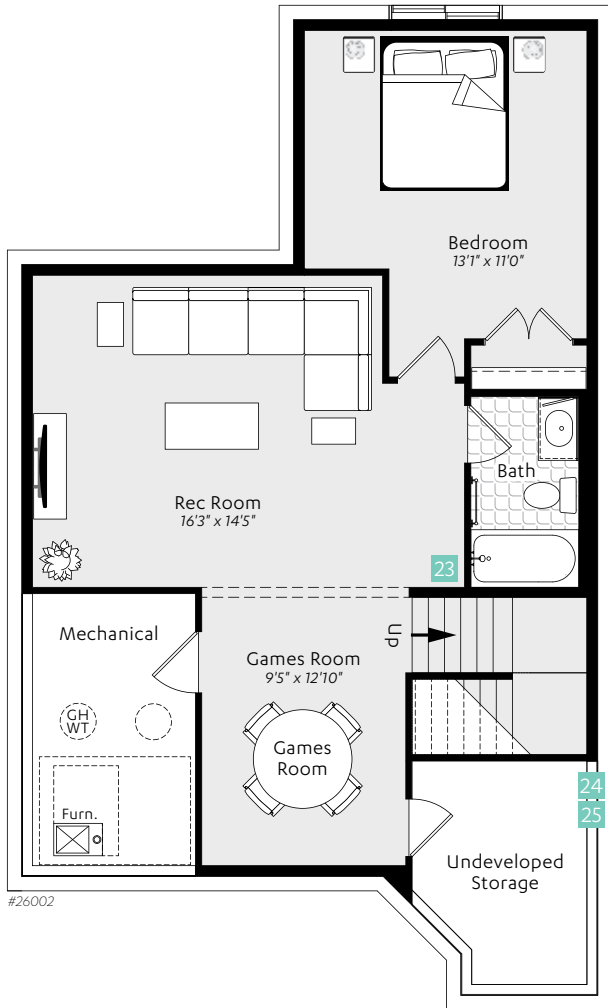 Bedroom
13'1" x 11'0"
Bath
Rec Room
16'3" x 14'5"
23
Mechanical
Up
Games Room
9'5" x 12'10"
GH
WT
Games
Room
24
25
Furn.
Undeveloped
Storage
#26002